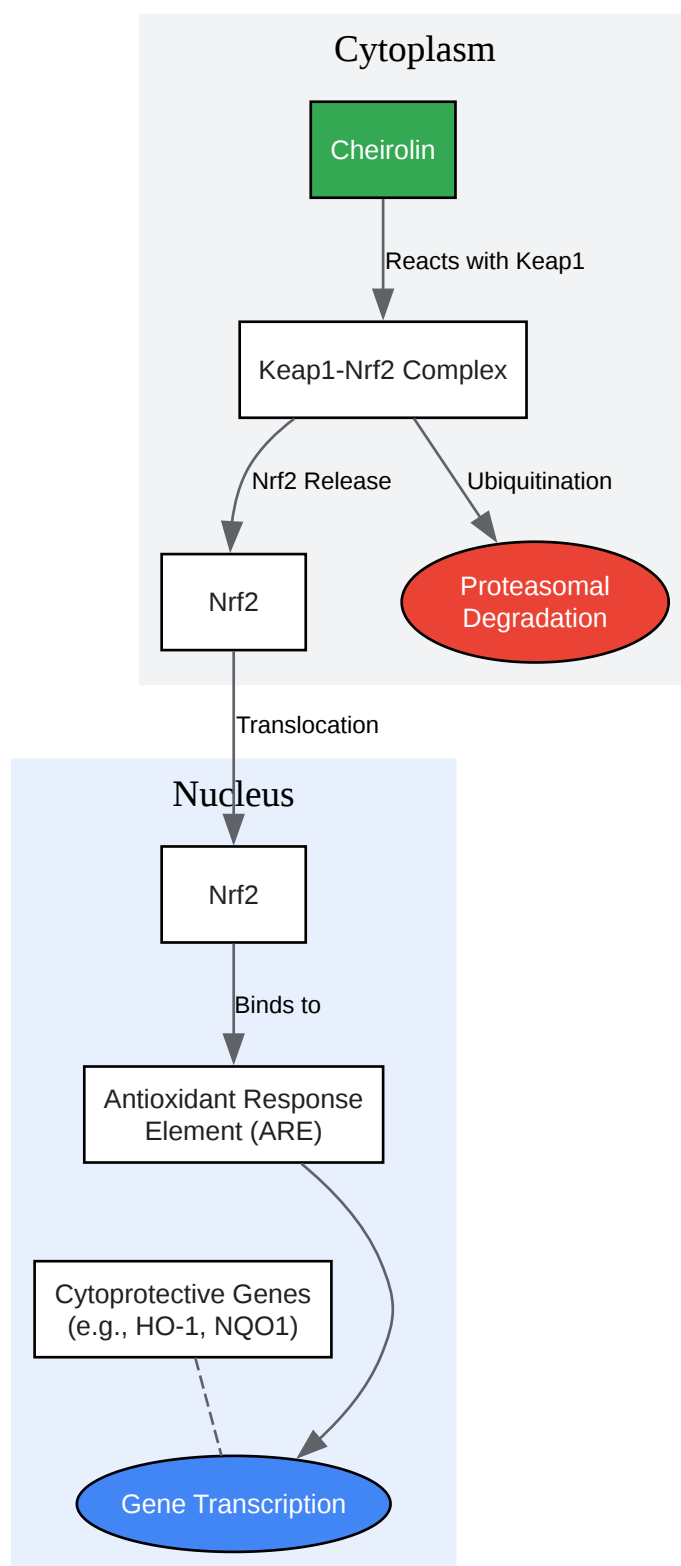 Cytoplasm
Cheirolin
Reacts with Keap1
Keap1-Nrf2 Complex
Nrf2 Release
Ubiquitination
Nrf2
Proteasomal
Degradation
Translocation
Nucleus
Nrf2
Binds to
Antioxidant Response
Element (ARE)
Cytoprotective Genes
(e.g., HO-1, NQO1)
Gene Transcription